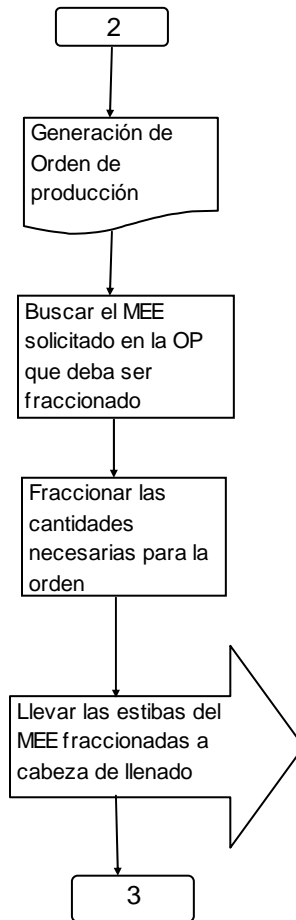 2
Generación de
Orden de
producción
Buscar el MEE
solicitado en la OP
que deba ser
fraccionado
Fraccionar las
cantidades
necesarias para la
orden
Llevar las estibas del
MEE fraccionadas a
cabeza de llenado
3